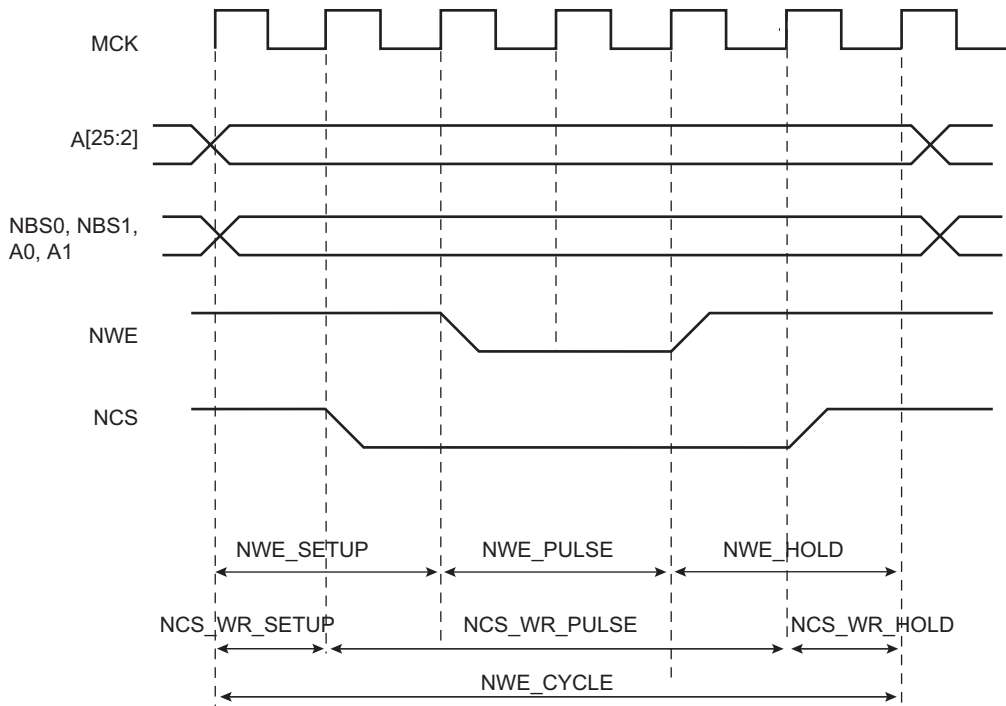 MCK
A[25:2]
NBS0, NBS1,
A0, A1
NWE
NCS
NWE_SETUP
NWE_PULSE
NWE_HOLD
NCS_WR_SETUP
NCS_WR_PULSE
NCS_WR_HOLD
NWE_CYCLE